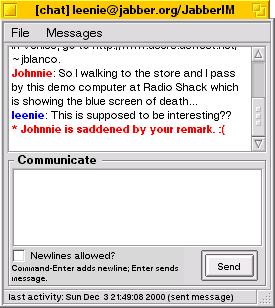 [chat] leenie@jabber.org/JabberIM
File Messages
~jblanco.
Johnnie: So I walking to the store and I pass
by this demo computer at Radio Shack which
is showing the blue screen of death...
leenie: This is supposed to be interesting??
* Johnnie is saddened by your remark. :(
Communicate
Newlines allowed?
Command-Enter adds newline; Enter sends
message.
Send
last activity: Sun Dec 3 21:49:08 2000 (sent message)